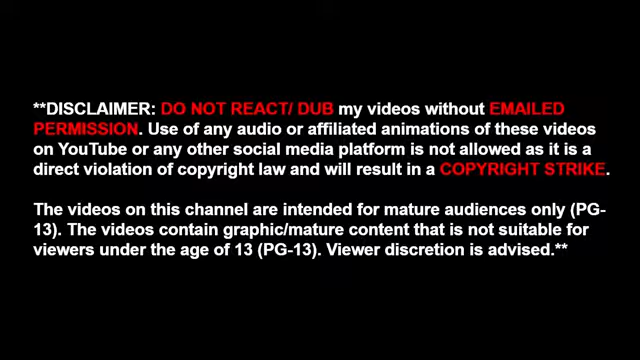 **DISCLAIMER: DO NOT REACT/ DUB my videos without EMAILED
PERMISSION. Use of any audio or affiliated animations of these videos
on YouTube or any other social media platform is not allowed as it is a
direct violation of copyright law and will result in a COPYRIGHT STRIKE.
The videos on this channel are intended for mature audiences only (PG-
13). The videos contain graphic/mature content that is not suitable for
viewers under the age of 13 (PG-13). Viewer discretion is advised.**